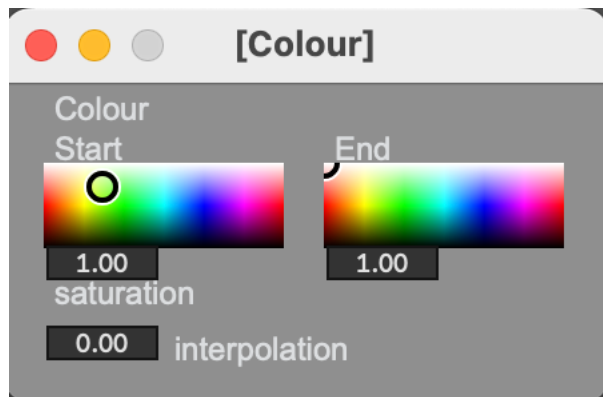 [Colour]
Colour
Start End
1.00 1.00
saturation
0.00 interpolation